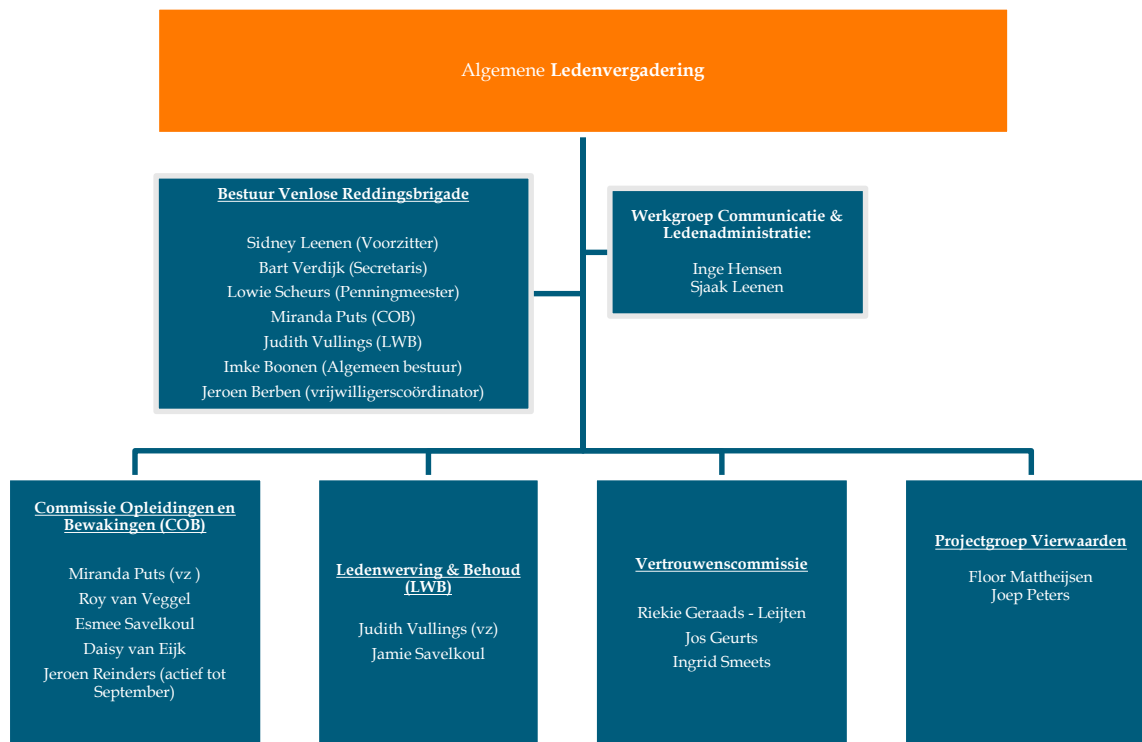 Algemene Ledenvergadering
Bestuur Venlose Reddingsbrigade
Sidney Leenen (Voorzitter)
Bart Verdijk (Secretaris)
Lowie Scheurs (Penningmeester)
Miranda Puts (COB)
Judith Vullings (LWB)
Imke Boonen (Algemeen bestuur)
Jeroen Berben (vrijwilligerscoördinator)
Werkgroep Communicatie &
Ledenadministratie:
Inge Hensen
Sjaak Leenen
Commissie Opleidingen en
Bewakingen (COB)
Miranda Puts (vz )
Roy van Veggel
Esmee Savelkoul
Daisy van Eijk
Jeroen Reinders (actief tot
September)
Ledenwerving & Behoud
(LWB)
Judith Vullings (vz)
Jamie Savelkoul
Vertrouwenscommissie
Riekie Geraads - Leijten
Jos Geurts
Ingrid Smeets
Projectgroep Vierwaarden
Floor Mattheijsen
Joep Peters